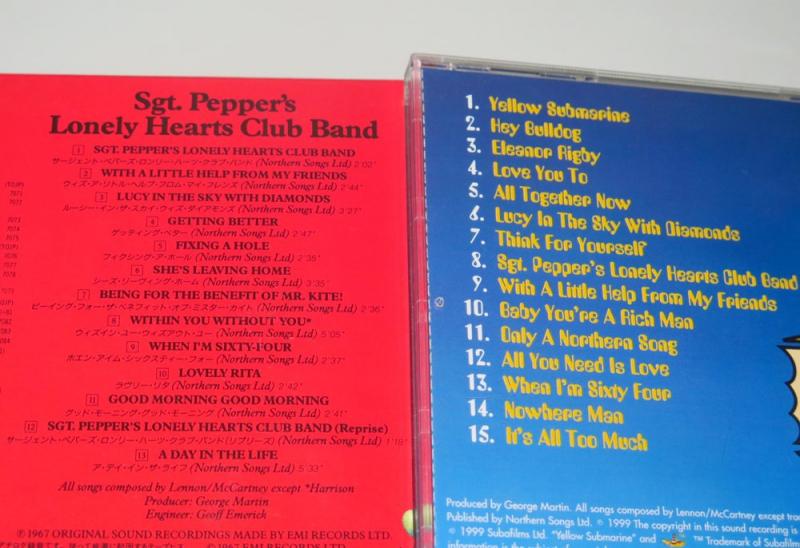 Sgt. Pepper's
Lonely Hearts Club Band
1 SGT. PEPPER'S LONELY HEARTS CLUB BAND
サージェント・ペパーズ・ロンリー・ハーツ・クラブ・バンド (Northern Songs Ltd) 2'02"
2 WITH A LITTLE HELP FROM MY FRIENDS
ウィズ・ア・リトル・ヘルプ・フロム・マイ・フレンズ (Northern Songs Ltd) 2'44"
3 LUCY IN THE SKY WITH DIAMONDS
ルーシー・イン・ザ・スカイ・ウィズ・ダイアモンズ (Northern Songs Ltd) 3'27"
4 GETTING BETTER
ゲッティング・ベター (Northern Songs Ltd) 2'47"
5 FIXING A HOLE
フィクシング・ア・ホール (Northern Songs Ltd) 2'35"
6 SHE'S LEAVING HOME
シーズ・リーヴィング・ホーム (Northern Songs Ltd) 3'35"
7 BEING FOR THE BENEFIT OF MR. KITE!
ビーイング・フォー・ザ・ベネフィット・オブ・ミスター・カイト (Northern Songs Ltd) 2'36"
8 WITHIN YOU WITHOUT YOU*
ウィズイン・ユー・ウィズアウト・ユー (Northern Songs Ltd) 5'05"
9 WHEN I'M SIXTY-FOUR
ホエン・アイム・シックスティー・フォー (Northern Songs Ltd) 2'37"
10 LOVELY RITA
ラヴリー・リタ (Northern Songs Ltd) 2'42"
11 GOOD MORNING GOOD MORNING
グッド・モーニング・グッド・モーニング (Northern Songs Ltd) 2'41"
12 SGT. PEPPER'S LONELY HEARTS CLUB BAND (Reprise)
サージェント・ペパーズ・ロンリー・ハーツ・クラブ・バンド(リプリーズ) (Northern Songs Ltd) 1'18"
13 A DAY IN THE LIFE
ア・デイ・イン・ザ・ライフ (Northern Songs Ltd) 5'33"
All songs composed by Lennon/McCartney except *Harrison
Producer: George Martin
Engineer: Geoff Emerick
℗1967 ORIGINAL SOUND RECORDINGS MADE BY EMI RECORDS LTD.
1. Yellow Submarine
2. Hey Bulldog
3. Eleanor Rigby
4. Love You To
5. All Together Now
6. Lucy In The Sky With Diamonds
7. Think For Yourself
8. Sgt. Pepper's Lonely Hearts Club Band
9. With A Little Help From My Friends
10. Baby You're A Rich Man
11. Only A Northern Song
12. All You Need Is Love
13. When I'm Sixty Four
14. Nowhere Man
15. It's All Too Much
Produced by George Martin. All songs composed by Lennon/McCartney except
Published by Northern Songs Ltd. ℗ 1999 The copyright in this sound recording is
© 1999 Subafilms Ltd. "Yellow Submarine" and ™ Trademark of Subafilms